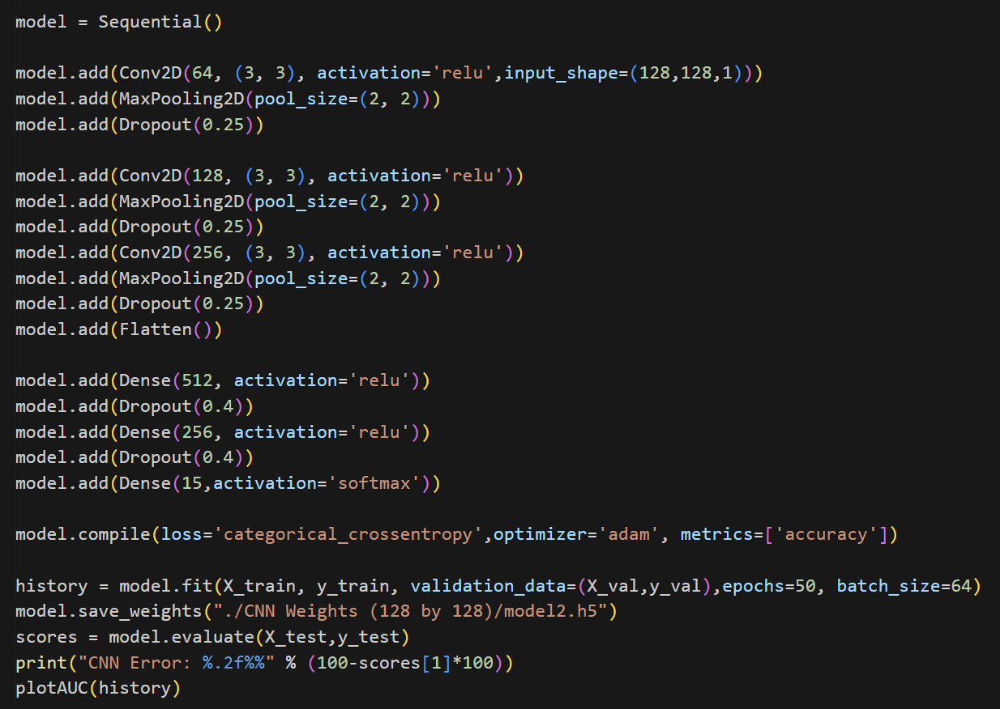 model = Sequential()
model.add(Conv2D(64, (3, 3), activation='relu',input_shape=(128,128,1)))
model.add(MaxPooling2D(pool_size=(2, 2)))
model.add(Dropout(0.25))
model.add(Conv2D(128, (3, 3), activation='relu'))
model.add(MaxPooling2D(pool_size=(2, 2)))
model.add(Dropout(0.25))
model.add(Conv2D(256, (3, 3), activation='relu'))
model.add(MaxPooling2D(pool_size=(2, 2)))
model.add(Dropout(0.25))
model.add(Flatten())
model.add(Dense(512, activation='relu'))
model.add(Dropout(0.4))
model.add(Dense(256, activation='relu'))
model.add(Dropout(0.4))
model.add(Dense(15,activation='softmax'))
model.compile(loss='categorical_crossentropy',optimizer='adam', metrics=['accuracy'])
history = model.fit(X_train, y_train, validation_data=(X_val,y_val),epochs=50, batch_size=64)
model.save_weights("./CNN Weights (128 by 128)/model2.h5")
scores = model.evaluate(X_test,y_test)
print("CNN Error: %.2f%%" % (100-scores[1]*100))
plotAUC(history)